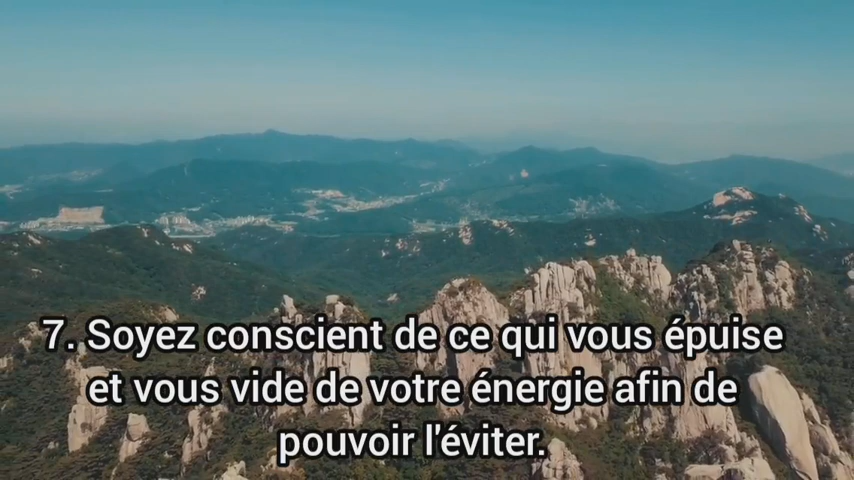 7. Soyez conscient de ce qui vous épuise
et vous vide de votre énergie afin de
pouvoir l'éviter.